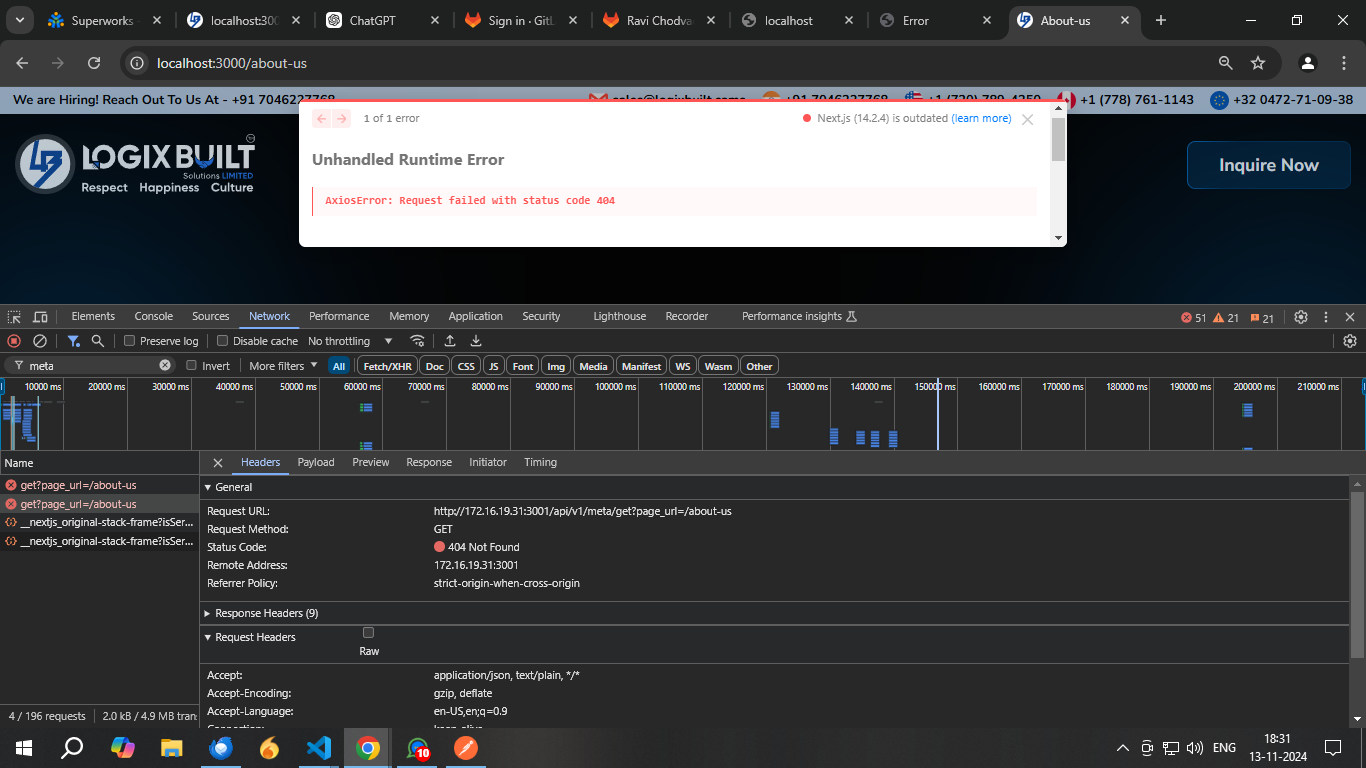 Superworks -
localhost:300
ChatGPT
Sign in · GitL
Ravi Chodva
localhost
Error
About-us
localhost:3000/about-us
We are Hiring! Reach Out To Us At - +91 7046227768
sales@logixbuilt.com
+91 7046227768
+1 (720) 789-4250
+1 (778) 761-1143
+32 0472-71-09-38
1 of 1 error
Next.js (14.2.4) is outdated (learn more)
LOGIXBUILT
Solutions LIMITED
Respect Happiness Culture
Unhandled Runtime Error
Inquire Now
AxiosError: Request failed with status code 404
Elements Console Sources Network Performance Memory Application Security Lighthouse Recorder Performance insights
51 21 21
Preserve log Disable cache No throttling
meta Invert More filters All Fetch/XHR Doc CSS JS Font Img Media Manifest WS Wasm Other
10000 ms 20000 ms 30000 ms 40000 ms 50000 ms 60000 ms 70000 ms 80000 ms 90000 ms 100000 ms 110000 ms 120000 ms 130000 ms 140000 ms 150000 ms 160000 ms 170000 ms 180000 ms 190000 ms 200000 ms 210000 ms
Name
Headers Payload Preview Response Initiator Timing
get?page_url=/about-us
get?page_url=/about-us
__nextjs_original-stack-frame?isSer...
__nextjs_original-stack-frame?isSer...
General
Request URL: http://172.16.19.31:3001/api/v1/meta/get?page_url=/about-us
Request Method: GET
Status Code: 404 Not Found
Remote Address: 172.16.19.31:3001
Referrer Policy: strict-origin-when-cross-origin
Response Headers (9)
Request Headers
Raw
Accept: application/json, text/plain, */*
Accept-Encoding: gzip, deflate
Accept-Language: en-US,en;q=0.9
Connection: keep-alive
4 / 196 requests 2.0 kB / 4.9 MB tran
10
ENG
18:31
13-11-2024